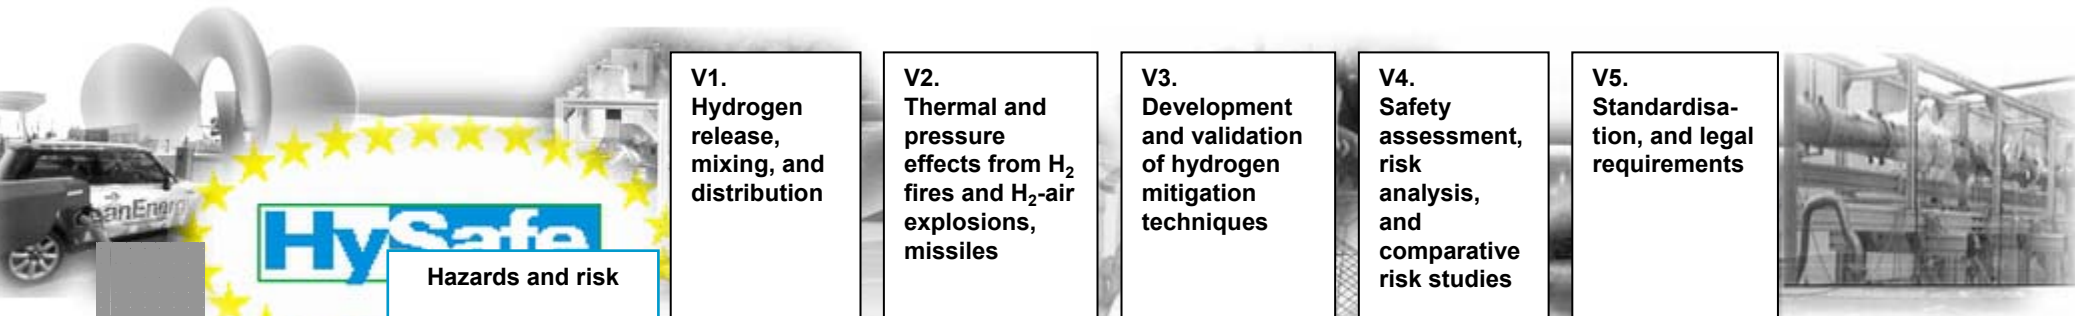 anEnerg
HySafe
Hazards and risk
V1.
Hydrogen
release,
mixing, and
distribution
V2.
Thermal and
pressure
effects from H₂
fires and H₂-air
explosions,
missiles
V3.
Development
and validation
of hydrogen
mitigation
techniques
V4.
Safety
assessment,
risk
analysis,
and
comparative
risk studies
V5.
Standardisa-
tion, and legal
requirements